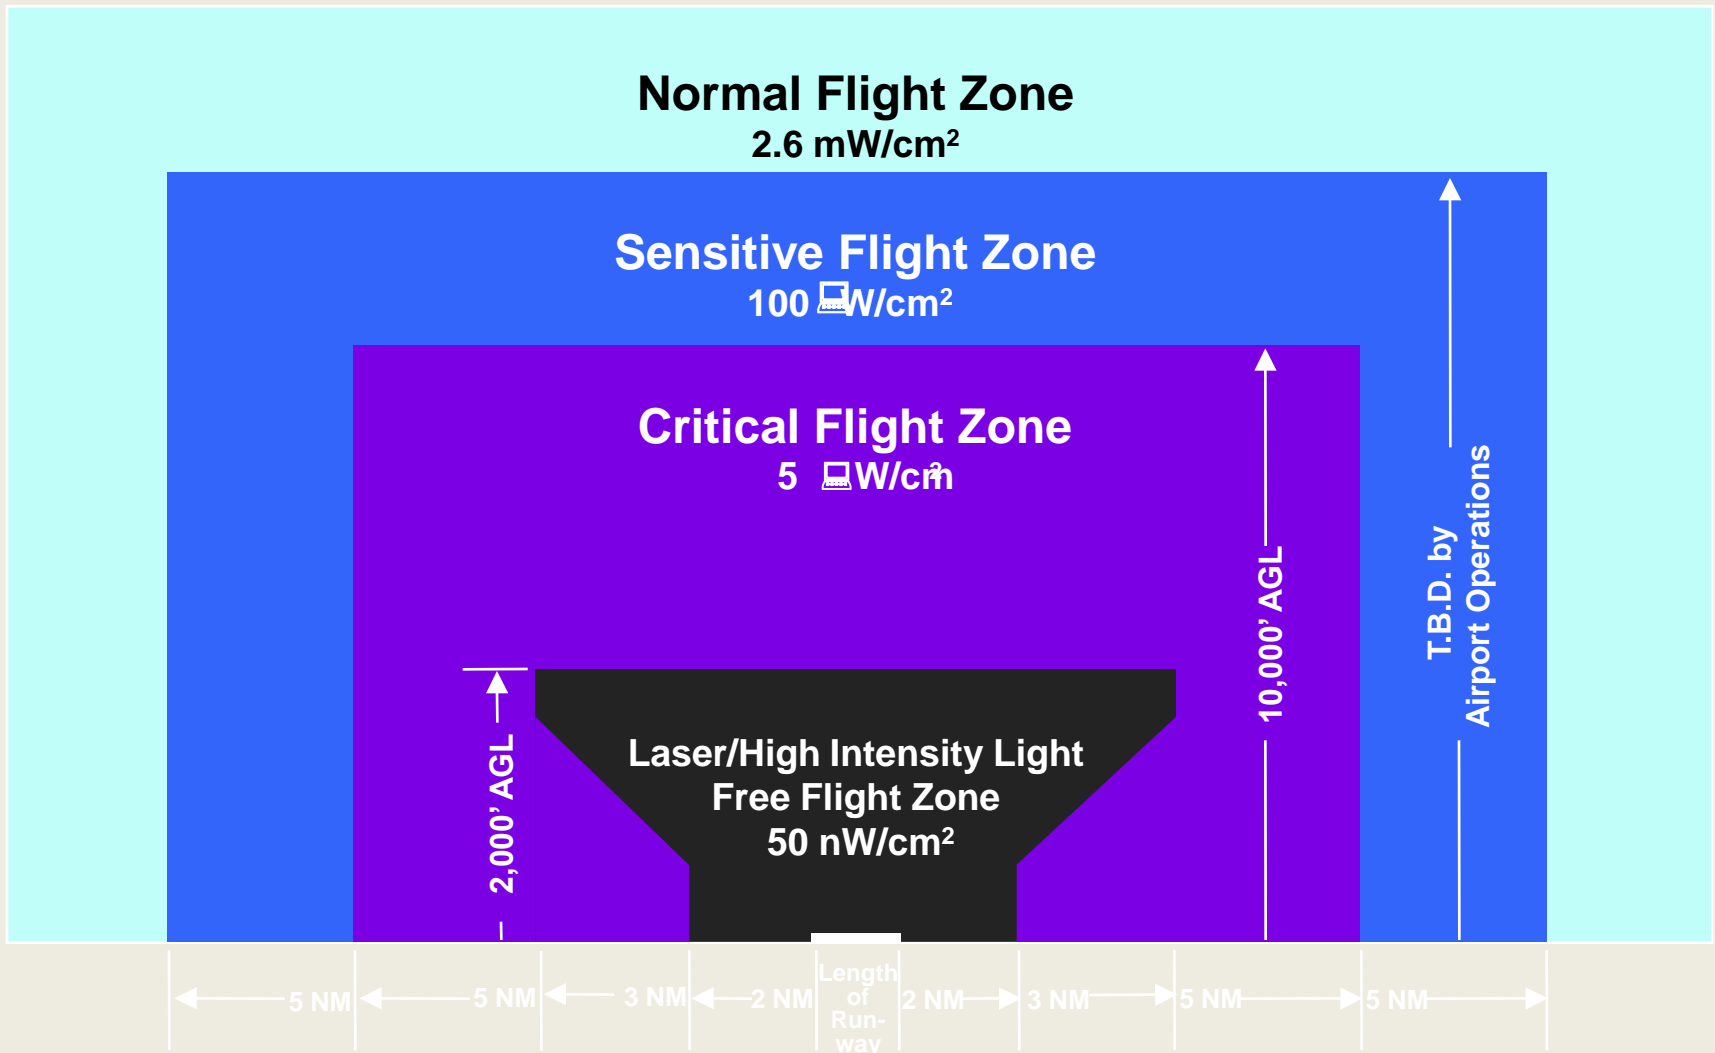 Normal Flight Zone
2.6 mW/cm²
Sensitive Flight Zone
100 💻W/cm²
Critical Flight Zone
5 💻W/cm²
T.B.D. by
Airport Operations
10,000’ AGL
2,000’ AGL
Laser/High Intensity Light
Free Flight Zone
50 nW/cm²
5 NM
5 NM
3 NM
2 NM
Length
of
Run-
way
2 NM
3 NM
5 NM
5 NM